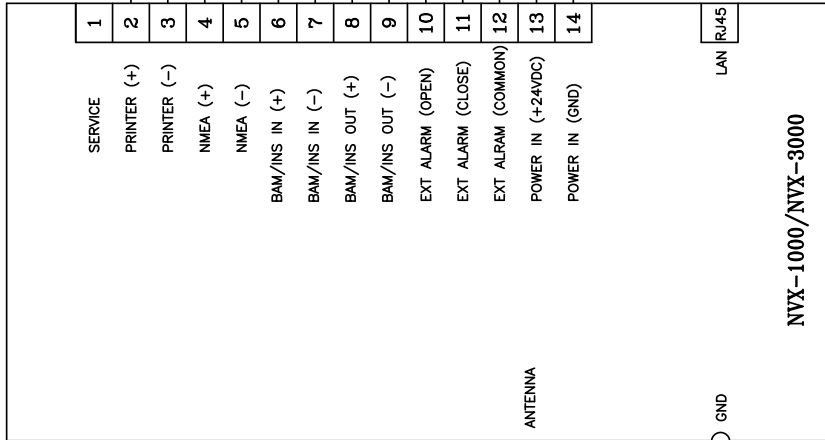 1 SERVICE
2 PRINTER (+)
3 PRINTER (-)
4 NMEA (+)
5 NMEA (-)
6 BAM/INS IN (+)
7 BAM/INS IN (-)
8 BAM/INS OUT (+)
9 BAM/INS OUT (-)
10 EXT ALARM (OPEN)
11 EXT ALARM (CLOSE)
12 EXT ALRAM (COMMON)
13 POWER IN (+24VDC)
14 POWER IN (GND)
ANTENNA
LAN RJ45
GND
NVX-1000/NVX-3000